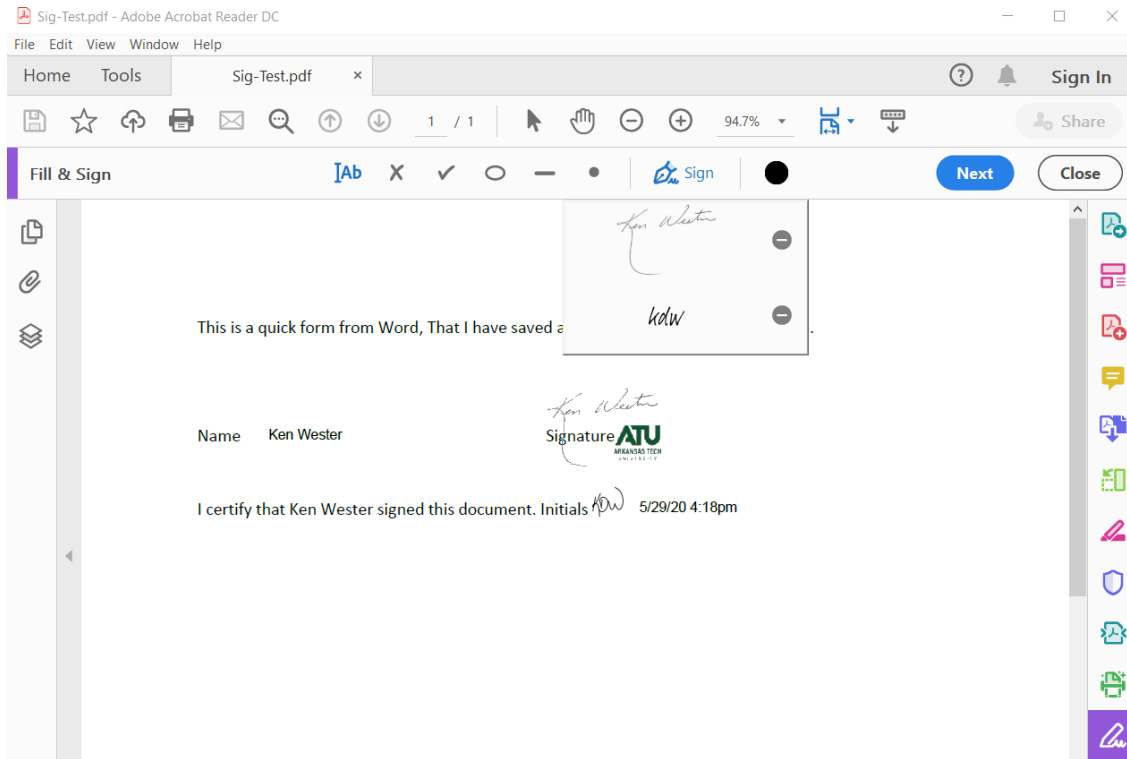 Sig-Test.pdf - Adobe Acrobat Reader DC
File Edit View Window Help
Home Tools Sig-Test.pdf × Sign In
1 / 1 94.7% Share
Fill & Sign IAb Sign Next Close
Ken Wester
kdw
This is a quick form from Word, That I have saved a .
Ken Wester
Name Ken Wester Signature ATU
ARKANSAS TECH
UNIVERSITY
I certify that Ken Wester signed this document. Initials KDW 5/29/20 4:18pm